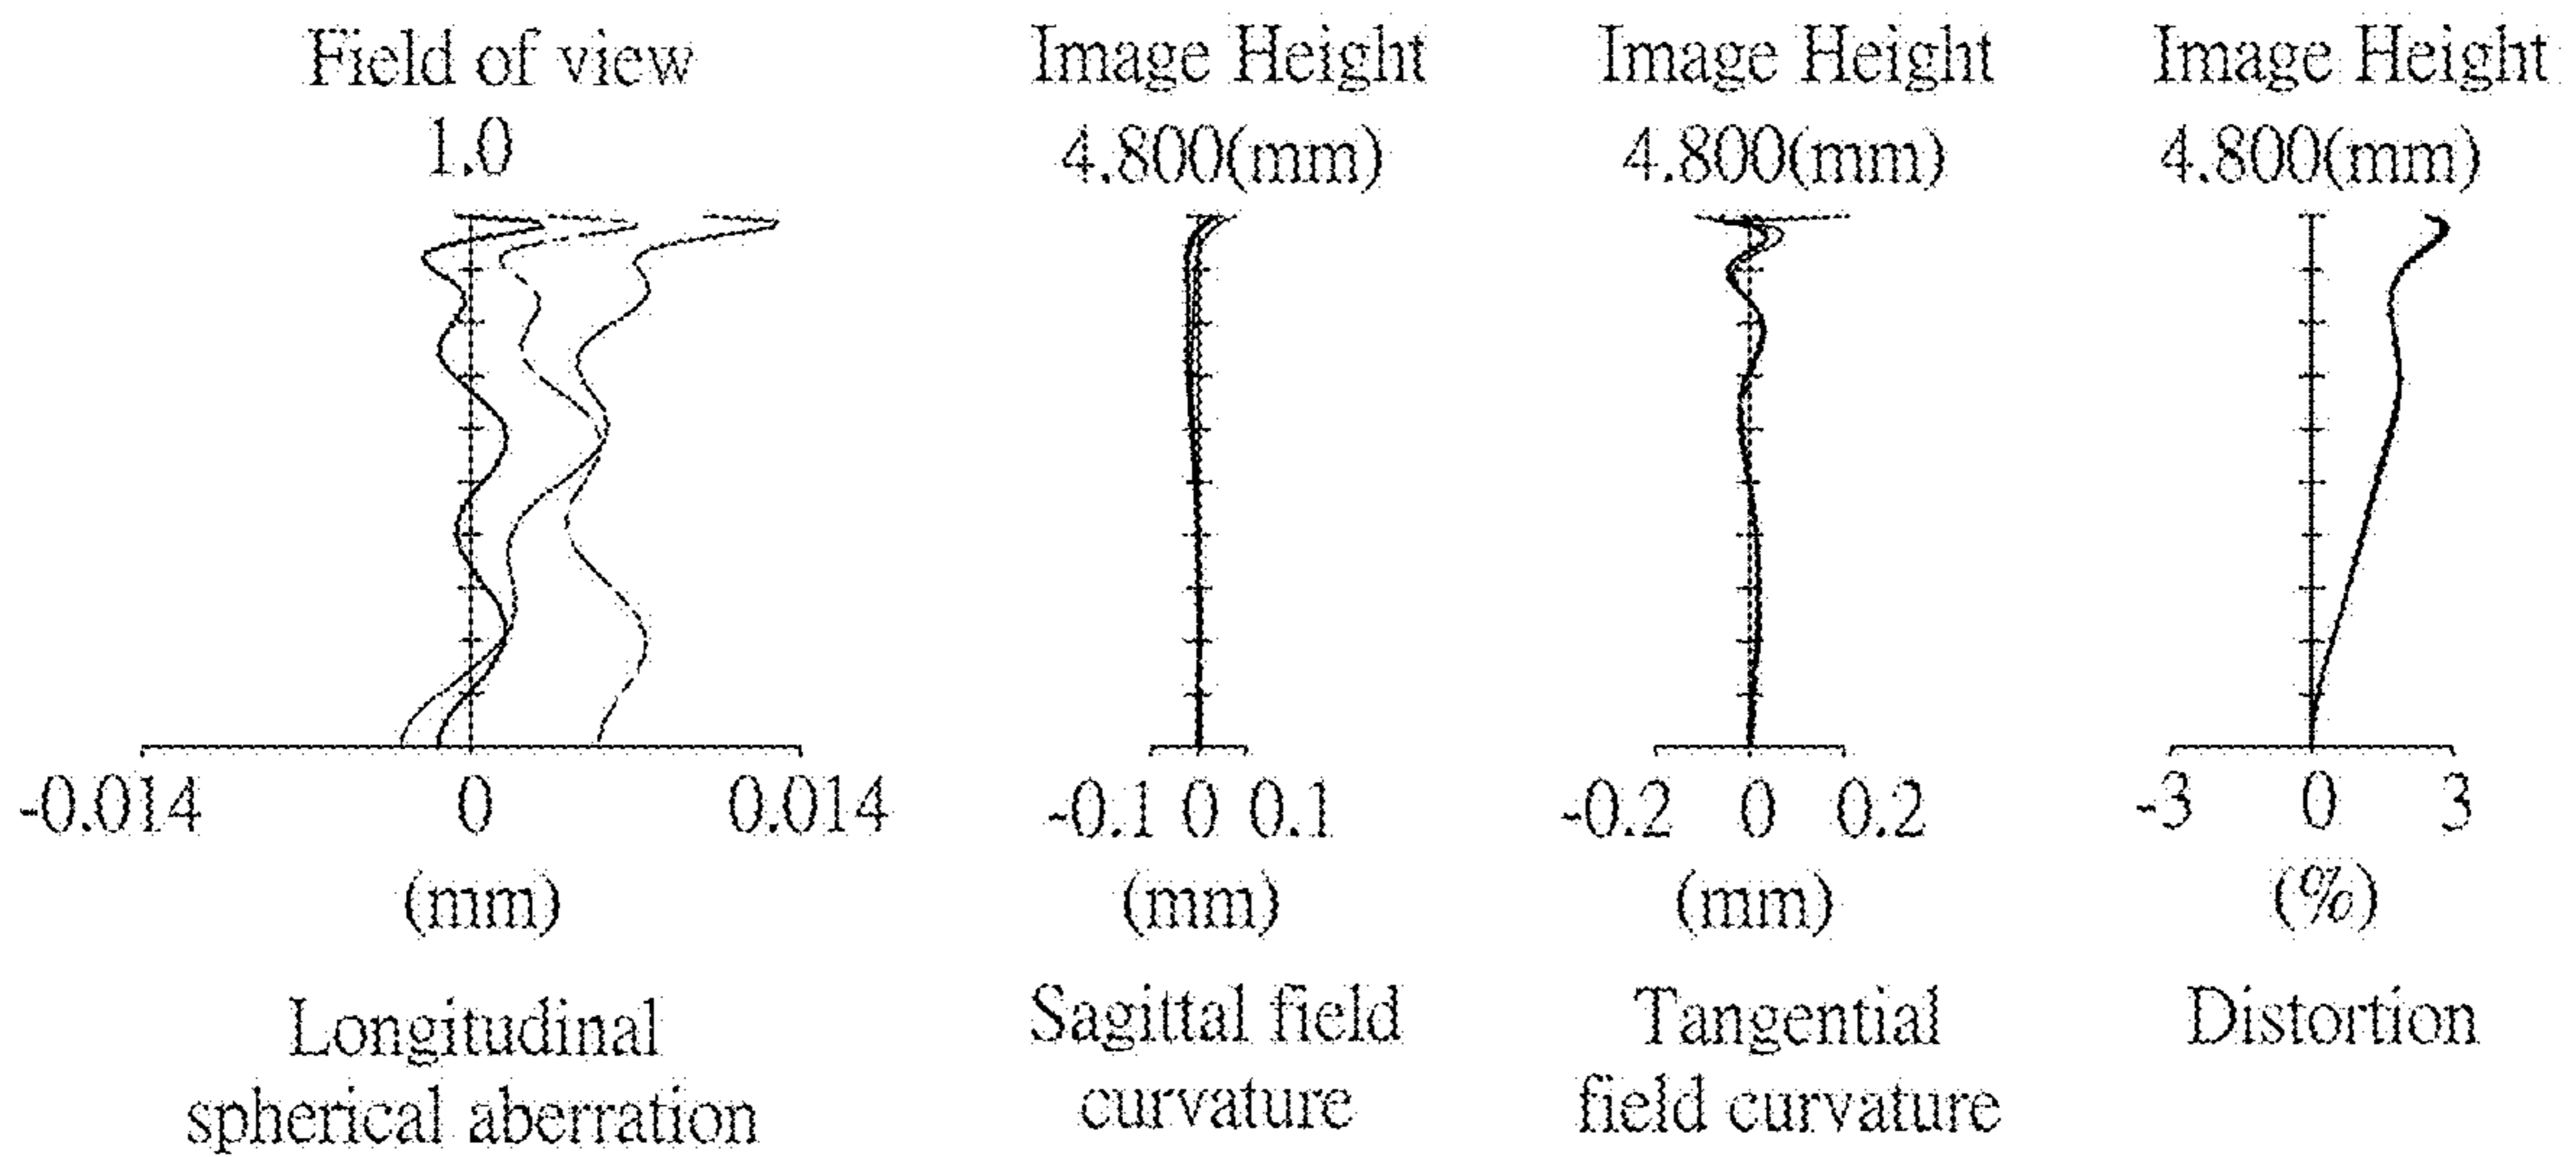 Field of view
1.0
-0.014 0 0.014
(mm)
Longitudinal
spherical aberration
Image Height
4.800(mm)
-0.1 0 0.1
(mm)
Sagittal field
curvature
Image Height
4.800(mm)
-0.2 0 0.2
(mm)
Tangential
field curvature
Image Height
4.800(mm)
-3 0 3
(%)
Distortion